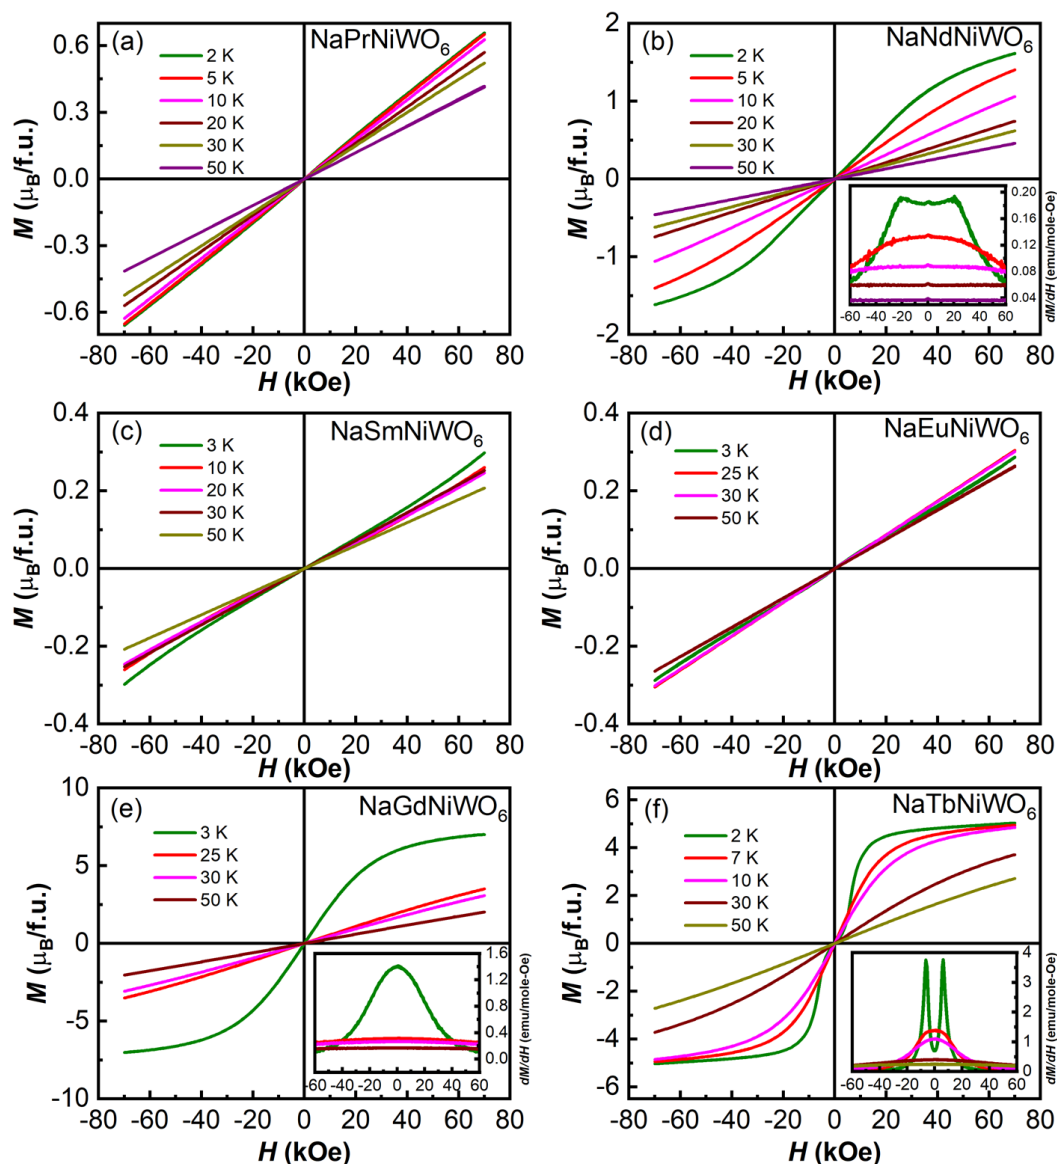 (a) NaPrNiWO₆
2 K
5 K
10 K
20 K
30 K
50 K
0.6
0.3
0.0
-0.3
-0.6
M (μB/f.u.)
-80 -60 -40 -20 0 20 40 60 80
H (kOe)
(b) NaNdNiWO₆
2 K
5 K
10 K
20 K
30 K
50 K
2
1
0
-1
-2
M (μB/f.u.)
0.20
0.16
0.12
0.08
0.04
dM/dH (emu/mole-Oe)
-60 -40 -20 0 20 40 60
-80 -60 -40 -20 0 20 40 60 80
H (kOe)
(c) NaSmNiWO₆
3 K
10 K
20 K
30 K
50 K
0.4
0.2
0.0
-0.2
-0.4
M (μB/f.u.)
-80 -60 -40 -20 0 20 40 60 80
H (kOe)
(d) NaEuNiWO₆
3 K
25 K
30 K
50 K
0.4
0.2
0.0
-0.2
-0.4
M (μB/f.u.)
-80 -60 -40 -20 0 20 40 60 80
H (kOe)
(e) NaGdNiWO₆
3 K
25 K
30 K
50 K
10
5
0
-5
-10
M (μB/f.u.)
1.6
1.2
0.8
0.4
0.0
dM/dH (emu/mole-Oe)
-60 -40 -20 0 20 40 60
-80 -60 -40 -20 0 20 40 60 80
H (kOe)
(f) NaTbNiWO₆
2 K
7 K
10 K
30 K
50 K
6
4
2
0
-2
-4
-6
M (μB/f.u.)
4
3
2
1
0
dM/dH (emu/mole-Oe)
-60 -40 -20 0 20 40 60
-80 -60 -40 -20 0 20 40 60 80
H (kOe)